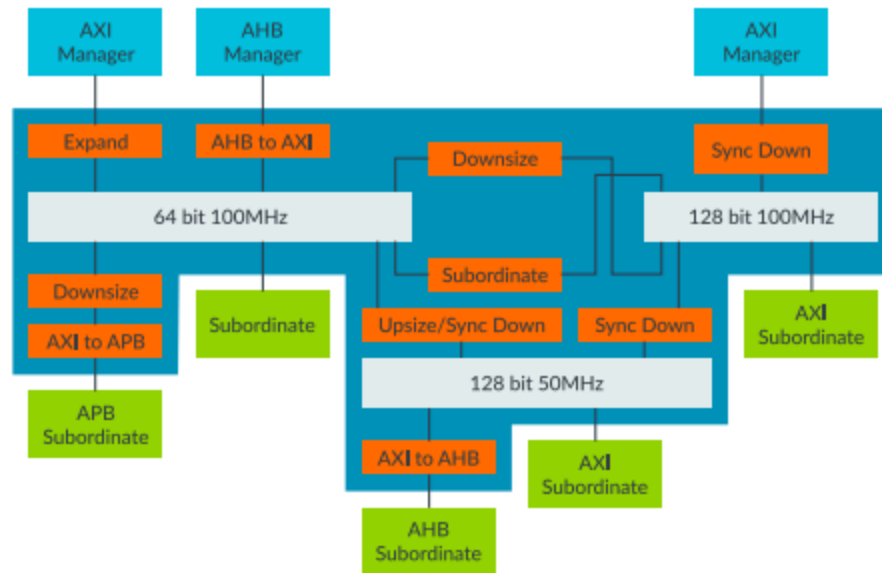 AXI
Manager
AHB
Manager
AXI
Manager
Expand
AHB to AXI
Downsize
Sync Down
64 bit 100MHz
128 bit 100MHz
Downsize
Subordinate
AXI to APB
Subordinate
Upsize/Sync Down
Sync Down
AXI
Subordinate
128 bit 50MHz
APB
Subordinate
AXI to AHB
AXI
Subordinate
AHB
Subordinate